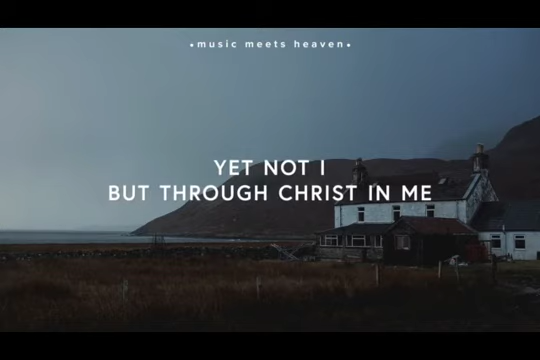 •music meets heaven•
YET NOT I
BUT THROUGH CHRIST IN ME